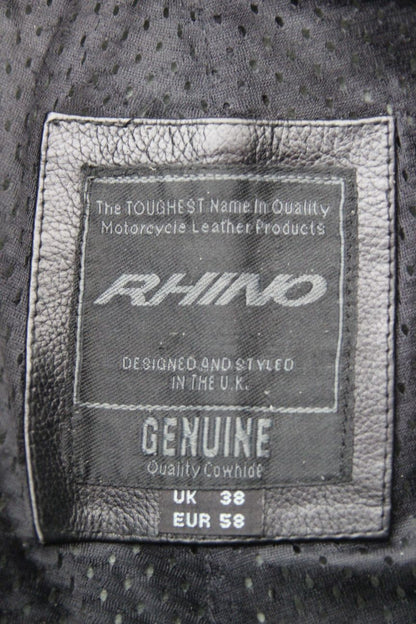 The TOUGHEST Name In Quality
Motorcycle Leather Products
RHINO
DESIGNED AND STYLED
IN THE U.K.
GENUINE
Quality Cowhide
UK 38
EUR 58